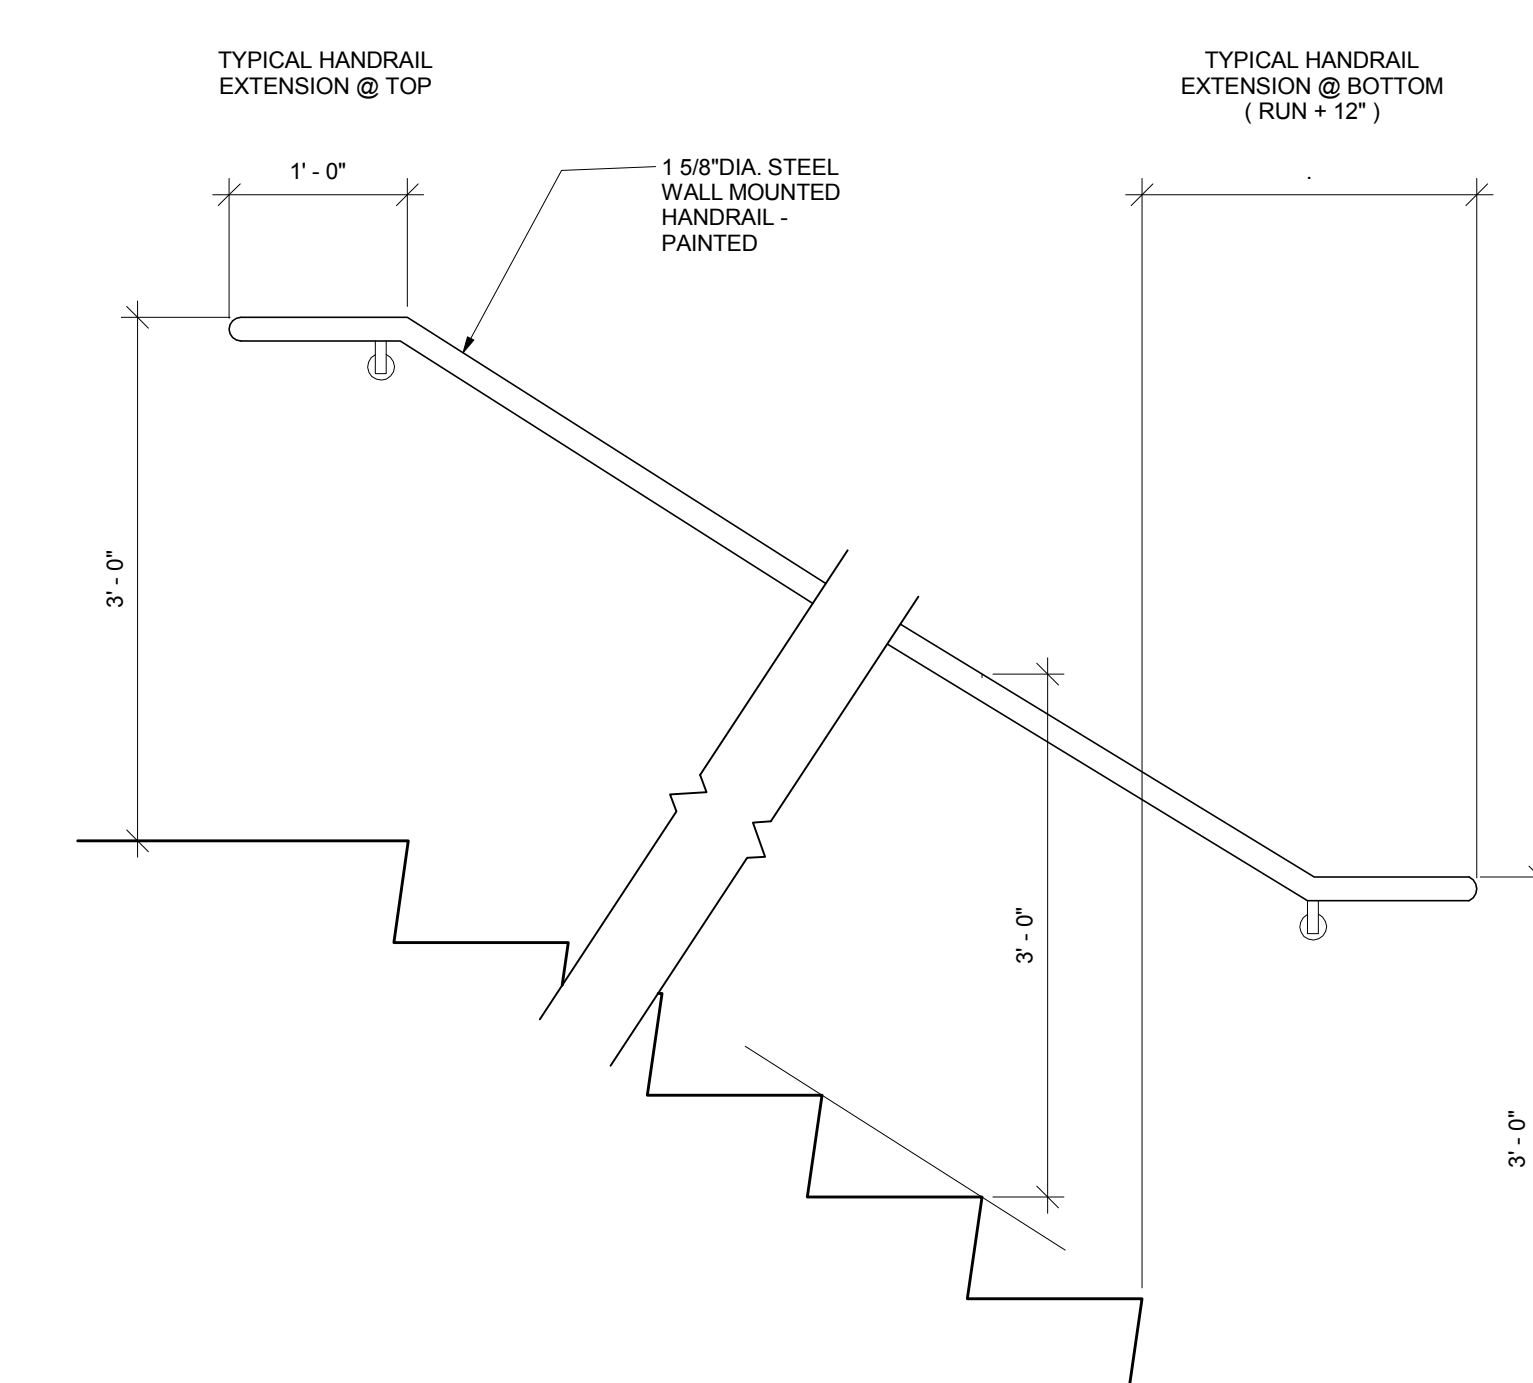 TYPICAL HANDRAIL
EXTENSION @ TOP
TYPICAL HANDRAIL
EXTENSION @ BOTTOM
( RUN + 12" )
1' - 0"
1 5/8"DIA. STEEL
WALL MOUNTED
HANDRAIL -
PAINTED
3' - 0"
3' - 0"
3' - 0"